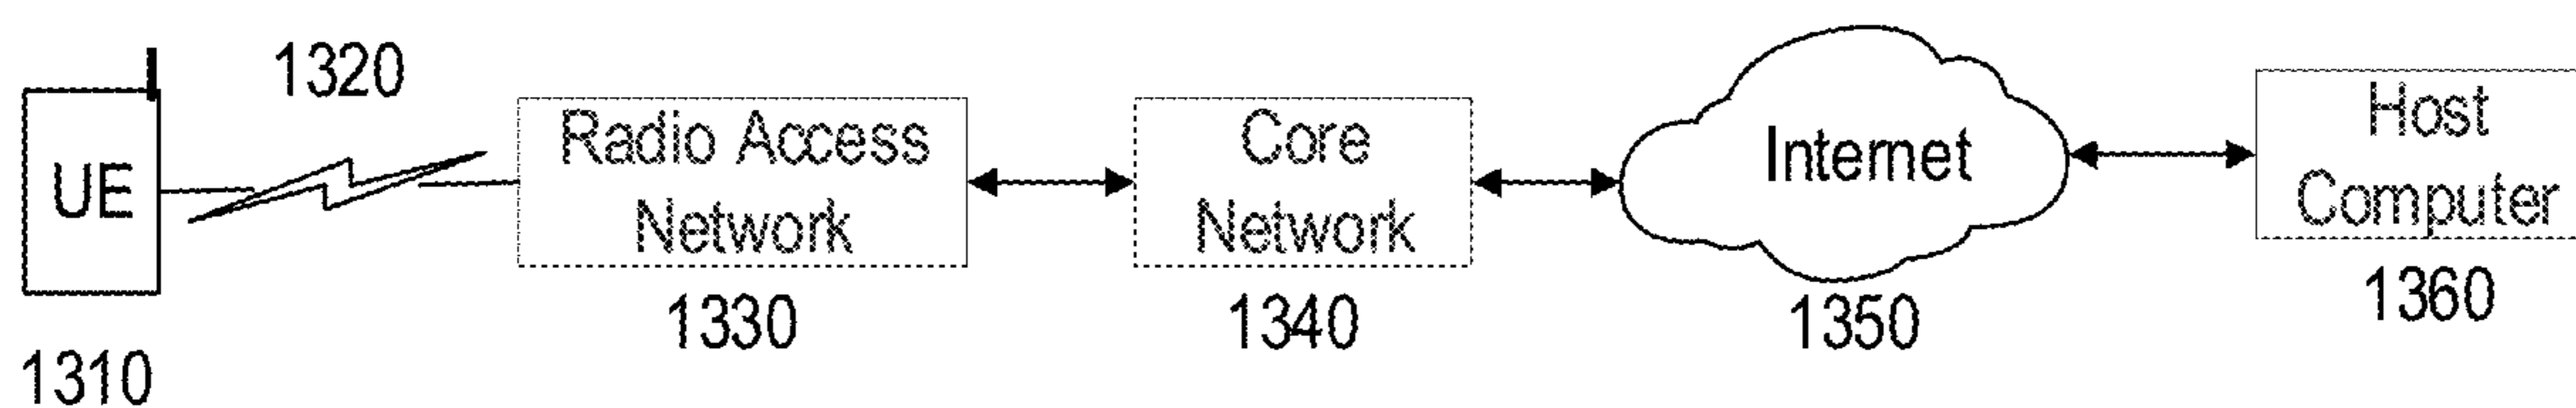 1320
UE
Radio Access
Network
Core
Network
Internet
Host
Computer
1310
1330
1340
1350
1360